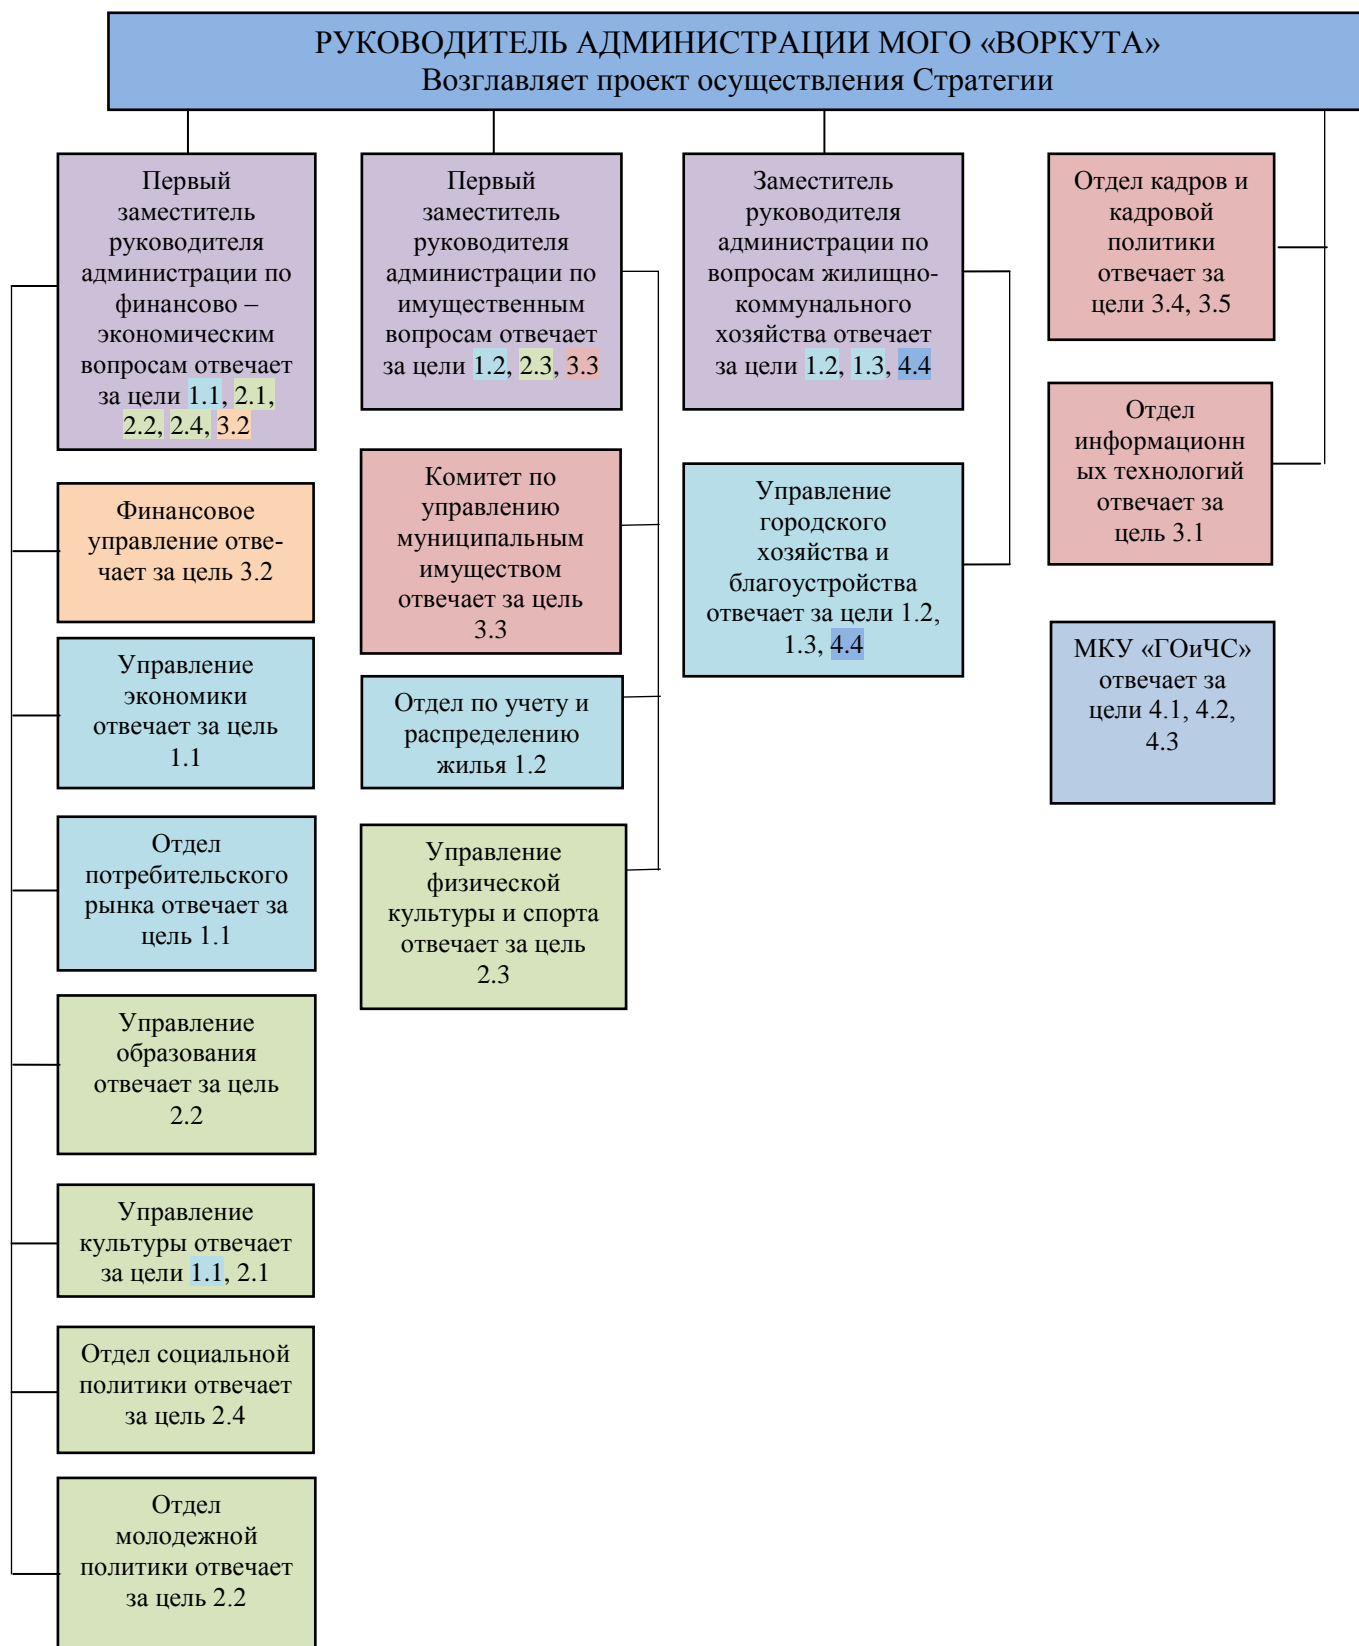 РУКОВОДИТЕЛЬ АДМИНИСТРАЦИИ МОГО «ВОРКУТА»
Возглавляет проект осуществления Стратегии
Первый
заместитель
руководителя
администрации по
финансово –
экономическим
вопросам отвечает
за цели 1.1, 2.1,
2.2, 2.4, 3.2
Финансовое
управление отве-
чает за цель 3.2
Управление
экономики
отвечает за цель
1.1
Отдел
потребительского
рынка отвечает за
цель 1.1
Управление
образования
отвечает за цель
2.2
Управление
культуры отвечает
за цели 1.1, 2.1
Отдел социальной
политики отвечает
за цель 2.4
Отдел
молодежной
политики отвечает
за цель 2.2
Первый
заместитель
руководителя
администрации по
имущественным
вопросам отвечает
за цели 1.2, 2.3, 3.3
Комитет по
управлению
муниципальным
имуществом
отвечает за цель
3.3
Отдел по учету и
распределению
жилья 1.2
Управление
физической
культуры и спорта
отвечает за цель
2.3
Заместитель
руководителя
администрации по
вопросам жилищно-
коммунального
хозяйства отвечает
за цели 1.2, 1.3, 4.4
Управление
городского
хозяйства и
благоустройства
отвечает за цели 1.2,
1.3, 4.4
Отдел кадров и
кадровой
политики
отвечает за
цели 3.4, 3.5
Отдел
информационн
ых технологий
отвечает за
цель 3.1
МКУ «ГОиЧС»
отвечает за
цели 4.1, 4.2,
4.3